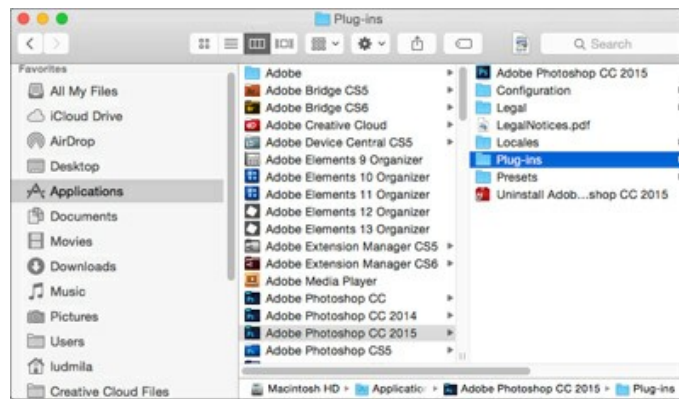 Plug-ins
Search
Favorites
All My Files
iCloud Drive
AirDrop
Desktop
Applications
Documents
Movies
Downloads
Music
Pictures
Users
ludmila
Creative Cloud Files
Adobe
Adobe Bridge CS5
Adobe Bridge CS6
Adobe Creative Cloud
Adobe Device Central CS5
Adobe Elements 9 Organizer
Adobe Elements 10 Organizer
Adobe Elements 11 Organizer
Adobe Elements 12 Organizer
Adobe Elements 13 Organizer
Adobe Extension Manager CS5
Adobe Extension Manager CS6
Adobe Media Player
Adobe Photoshop CC
Adobe Photoshop CC 2014
Adobe Photoshop CC 2015
Adobe Photoshop CS5
Adobe Photoshop CC 2015
Configuration
Legal
LegalNotices.pdf
Locales
Plug-ins
Presets
Uninstall Adob...shop CC 2015
Macintosh HD Applicatio Adobe Photoshop CC 2015 Plug-ins